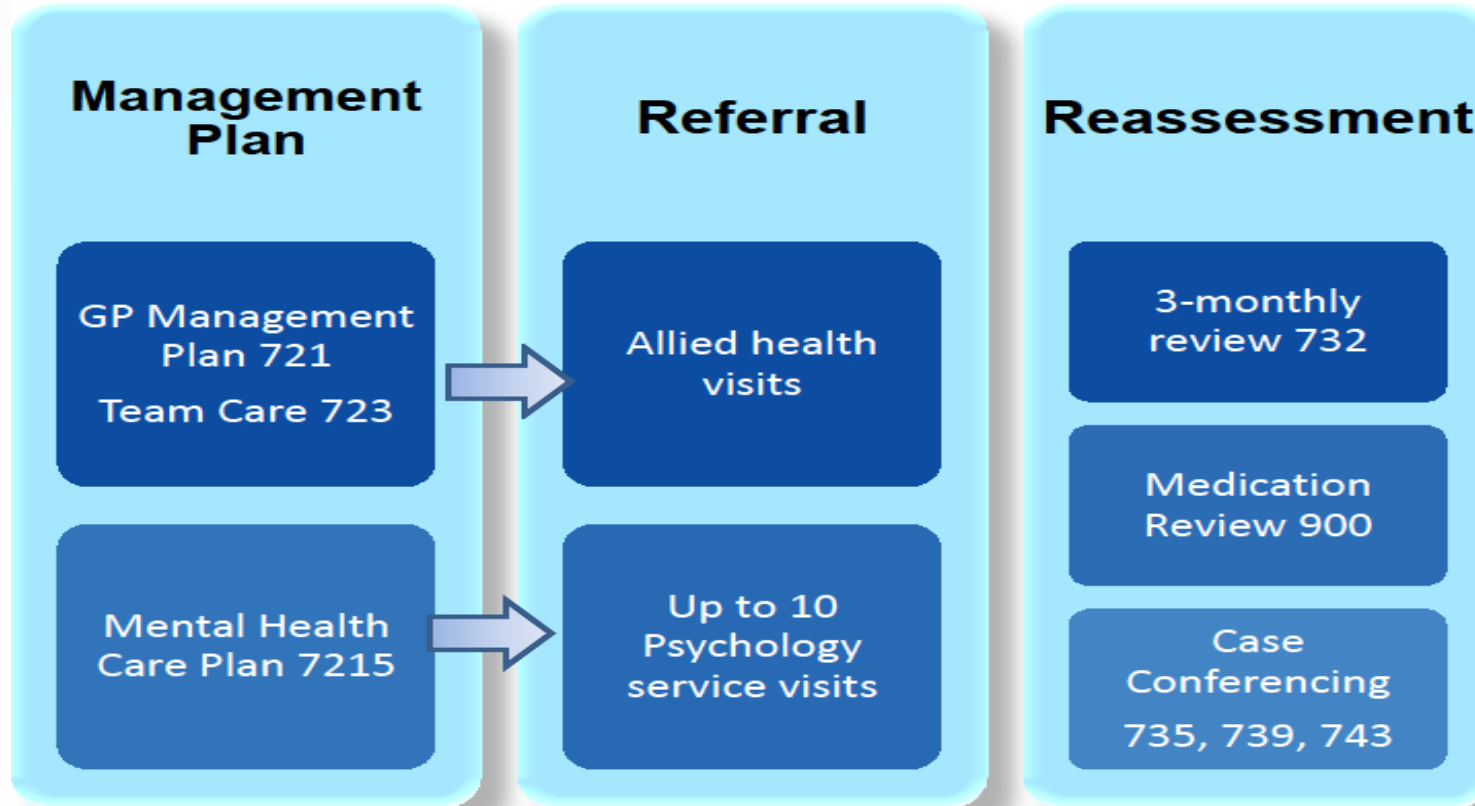 Management
Plan
GP Management
Plan 721
Team Care 723
Mental Health
Care Plan 7215
Referral
Allied health
visits
Up to 10
Psychology
service visits
Reassessment
3-monthly
review 732
Medication
Review 900
Case
Conferencing
735, 739, 743